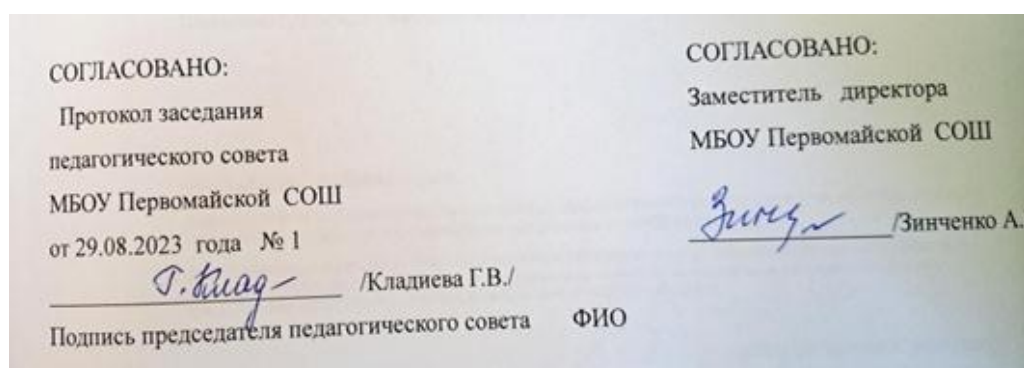 СОГЛАСОВАНО:
Протокол заседания
педагогического совета
МБОУ Первомайской СОШ
от 29.08.2023 года № 1
Г. Клад /Кладиева Г.В./
Подпись председателя педагогического совета ФИО
СОГЛАСОВАНО:
Заместитель директора
МБОУ Первомайской СОШ
/Зинченко А.